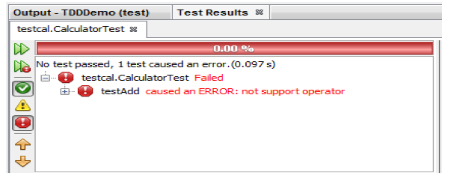 Output - TDDDemo (test) Test Results
testcal.CalculatorTest
0.00 %
No test passed, 1 test caused an error.(0.097 s)
testcal.CalculatorTest Failed
testAdd caused an ERROR: not support operator